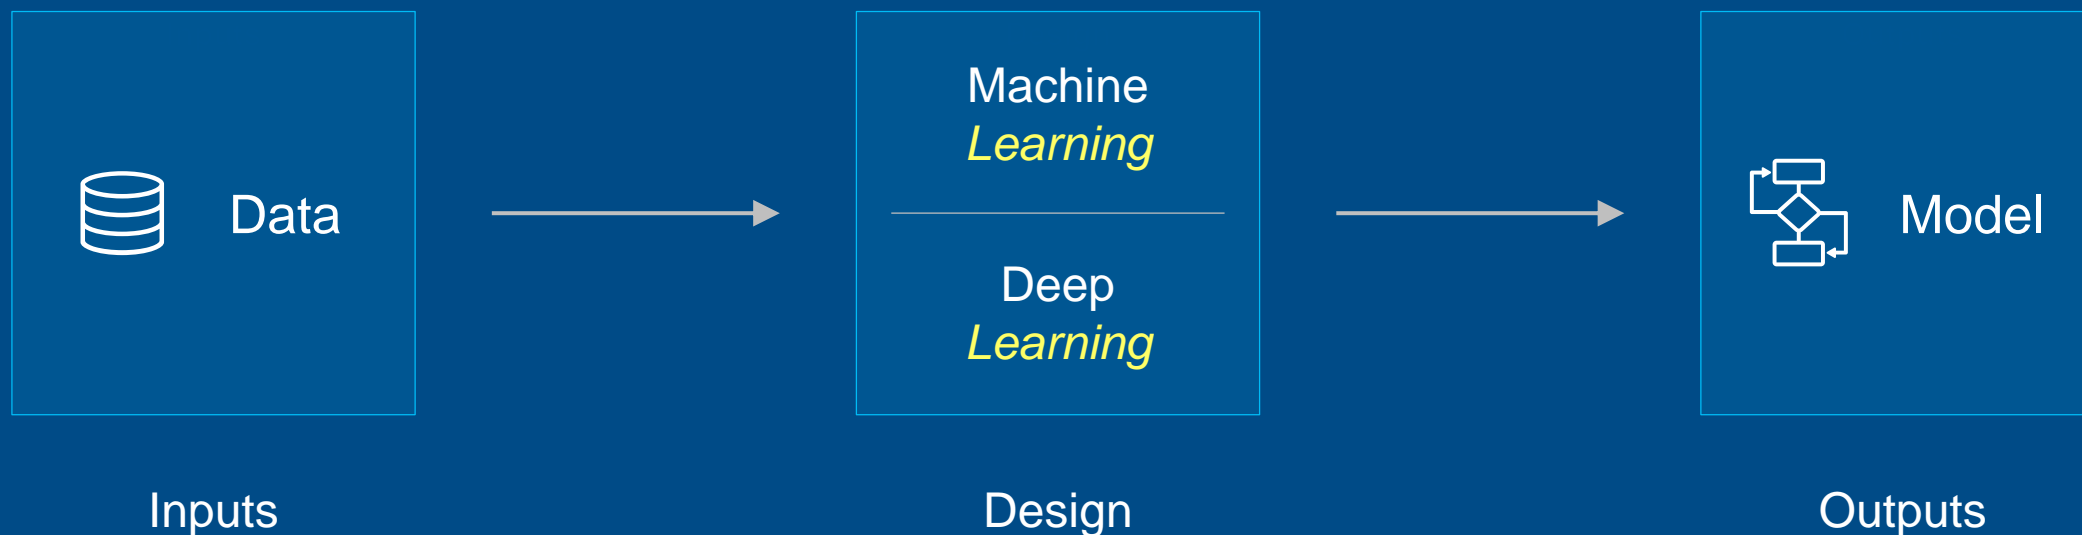 Data
Machine
Learning
Deep
Learning
Model
Inputs
Design
Outputs